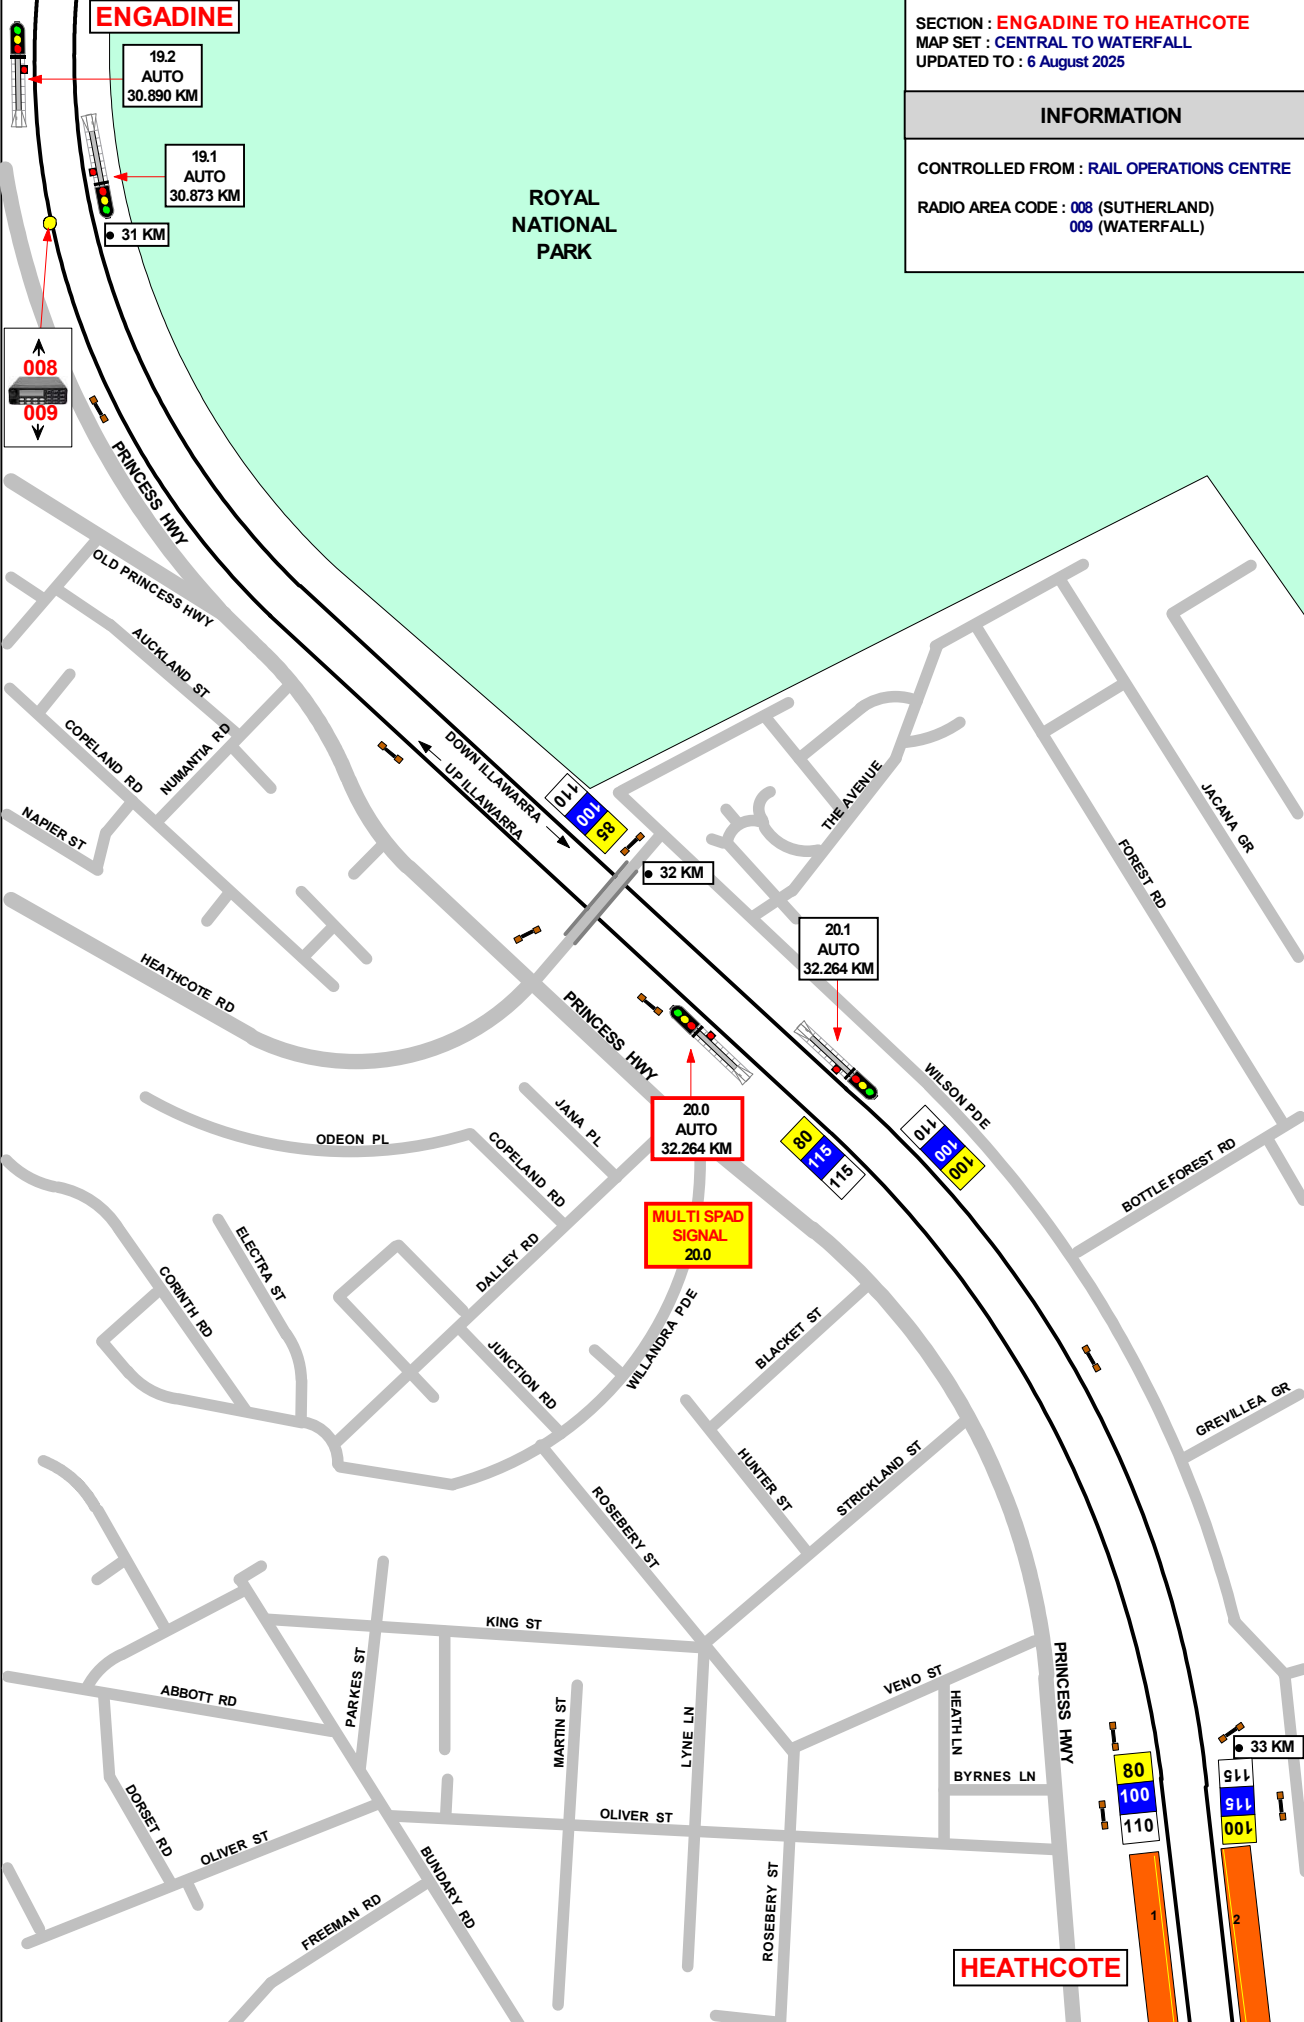 ENGADINE
SECTION : ENGADINE TO HEATHCOTE
MAP SET : CENTRAL TO WATERFALL
UPDATED TO : 6 August 2025
INFORMATION
CONTROLLED FROM : RAIL OPERATIONS CENTRE
RADIO AREA CODE : 008 (SUTHERLAND)
009 (WATERFALL)
19.2
AUTO
30.890 KM
19.1
AUTO
30.873 KM
31 KM
ROYAL
NATIONAL
PARK
008
009
PRINCESS HWY
OLD PRINCESS HWY
AUCKLAND ST
COPELAND RD
NUMANTIA RD
NAPIER ST
DOWN ILLAWARRA
UP ILLAWARRA
110
100
85
32 KM
THE AVENUE
JACANA GR
FOREST RD
HEATHCOTE RD
20.1
AUTO
32.264 KM
PRINCESS HWY
WILSON PDE
20.0
AUTO
32.264 KM
MULTI SPAD
SIGNAL
20.0
80
115
115
110
100
100
BOTTLE FOREST RD
JANA PL
ODEON PL
COPELAND RD
DALLEY RD
ELECTRA ST
CORINTH RD
WILLANDRA PDE
JUNCTION RD
BLACKET ST
GREVILLEA GR
HUNTER ST
STRICKLAND ST
ROSEBERY ST
KING ST
PARKES ST
ABBOTT RD
MARTIN ST
LYNE LN
VENO ST
HEATH LN
PRINCESS HWY
BYRNES LN
33 KM
80
100
110
115
115
100
DORSET RD
OLIVER ST
OLIVER ST
BUNDARY RD
FREEMAN RD
ROSEBERY ST
1
2
HEATHCOTE